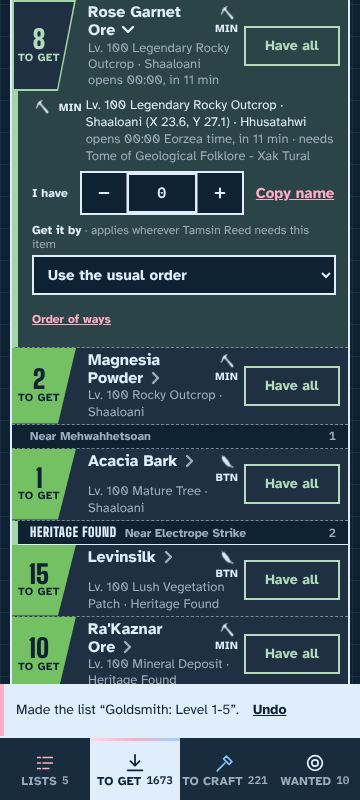 8
TO GET
Rose Garnet
Ore
MIN
Lv. 100 Legendary Rocky
Outcrop · Shaaloani
opens 00:00, in 11 min
Have all
MIN
Lv. 100 Legendary Rocky Outcrop ·
Shaaloani (X 23.6, Y 27.1) · Hhusatwahi
opens 00:00 Eorzea time, in 11 min · needs
Tome of Geological Folklore - Xak Tural
I have
−
0
+
Copy name
Get it by · applies wherever Tamsin Reed needs this
item
Use the usual order
Order of ways
2
TO GET
Magnesia
Powder
MIN
Lv. 100 Rocky Outcrop ·
Shaaloani
Have all
Near Mehwahhetsoan
1
1
TO GET
Acacia Bark
BTN
Lv. 100 Mature Tree ·
Shaaloani
Have all
HERITAGE FOUND Near Electrope Strike
2
15
TO GET
Levinsilk
BTN
Lv. 100 Lush Vegetation
Patch · Heritage Found
Have all
10
TO GET
Ra'Kaznar
Ore
MIN
Lv. 100 Mineral Deposit ·
Heritage Found
Have all
Made the list “Goldsmith: Level 1-5”. Undo
LISTS 5
TO GET 1673
TO CRAFT 221
WANTED 10